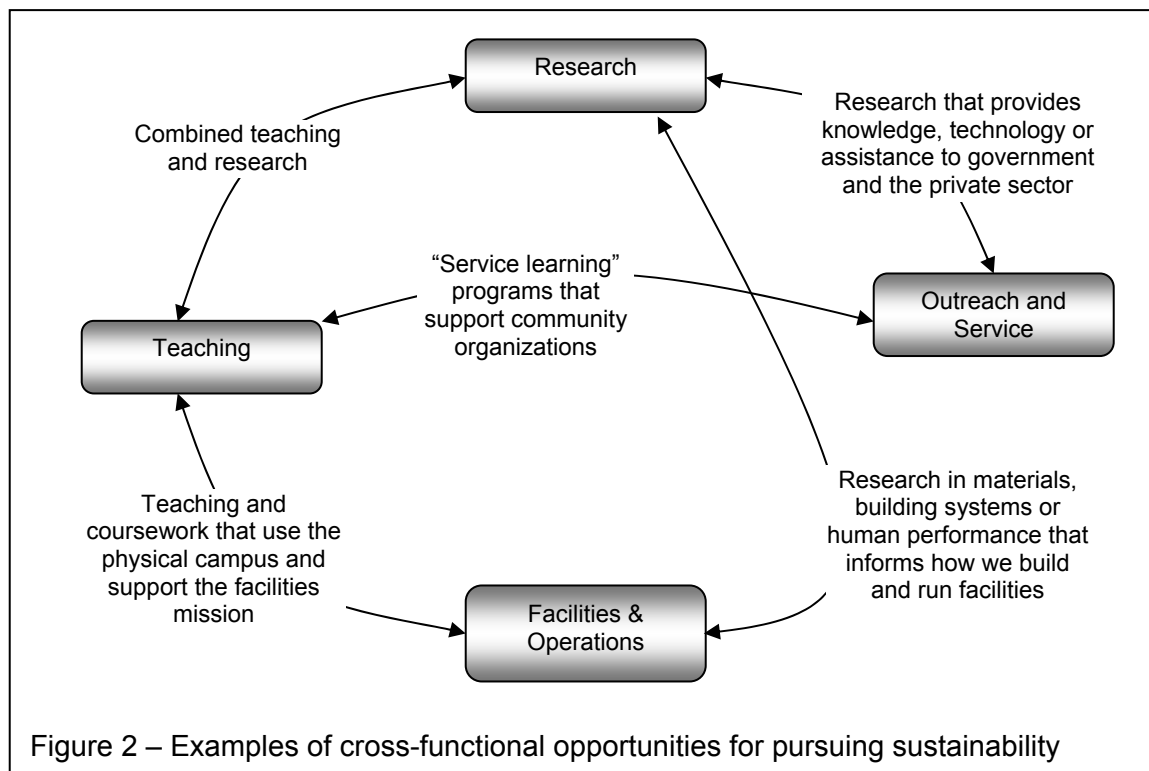 Research
Combined teaching
and research
Research that provides
knowledge, technology or
assistance to government
and the private sector
“Service learning”
programs that
support community
organizations
Outreach and
Service
Teaching
Teaching and
coursework that use the
physical campus and
support the facilities
mission
Research in materials,
building systems or
human performance that
informs how we build
and run facilities
Facilities &
Operations
Figure 2 – Examples of cross-functional opportunities for pursuing sustainability